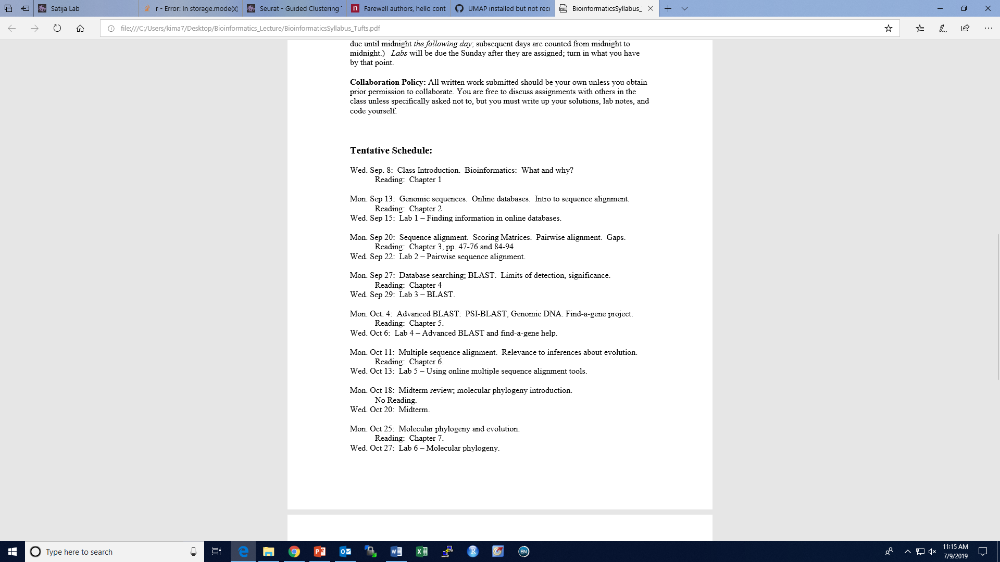 Satija Lab
r - Error: In storage.mode(x)
Seurat - Guided Clustering
Farewell authors, hello cont
UMAP installed but not reco
BioinformaticsSyllabus_
file:///C:/Users/kima7/Desktop/Bioinformatics_Lecture/BioinformaticsSyllabus_Tufts.pdf
due until midnight the following day; subsequent days are counted from midnight to
midnight.) Labs will be due the Sunday after they are assigned; turn in what you have
by that point.
Collaboration Policy: All written work submitted should be your own unless you obtain
prior permission to collaborate. You are free to discuss assignments with others in the
class unless specifically asked not to, but you must write up your solutions, lab notes, and
code yourself.
Tentative Schedule:
Wed. Sep. 8: Class Introduction. Bioinformatics: What and why?
Reading: Chapter 1
Mon. Sep 13: Genomic sequences. Online databases. Intro to sequence alignment.
Reading: Chapter 2
Wed. Sep 15: Lab 1 – Finding information in online databases.
Mon. Sep 20: Sequence alignment. Scoring Matrices. Pairwise alignment. Gaps.
Reading: Chapter 3, pp. 47-76 and 84-94
Wed. Sep 22: Lab 2 – Pairwise sequence alignment.
Mon. Sep 27: Database searching; BLAST. Limits of detection, significance.
Reading: Chapter 4
Wed. Sep 29: Lab 3 – BLAST.
Mon. Oct. 4: Advanced BLAST: PSI-BLAST, Genomic DNA. Find-a-gene project.
Reading: Chapter 5.
Wed. Oct 6: Lab 4 – Advanced BLAST and find-a-gene help.
Mon. Oct 11: Multiple sequence alignment. Relevance to inferences about evolution.
Reading: Chapter 6.
Wed. Oct 13: Lab 5 – Using online multiple sequence alignment tools.
Mon. Oct 18: Midterm review; molecular phylogeny introduction.
No Reading.
Wed. Oct 20: Midterm.
Mon. Oct 25: Molecular phylogeny and evolution.
Reading: Chapter 7.
Wed. Oct 27: Lab 6 – Molecular phylogeny.
Type here to search
EN
11:15 AM
7/9/2019